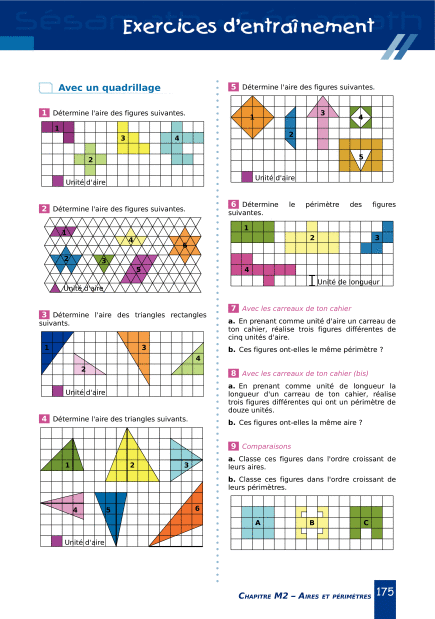 Exercices d'entraînement
Avec un quadrillage
1 Détermine l'aire des figures suivantes.
1
3
4
2
Unité d'aire
2 Détermine l'aire des figures suivantes.
1
4
6
2
3
5
Unité d'aire
3 Détermine l'aire des triangles rectangles
suivants.
1
3
4
2
Unité d'aire
4 Détermine l'aire des triangles suivants.
1
2
3
4
5
6
Unité d'aire
5 Détermine l'aire des figures suivantes.
1
3
4
2
5
Unité d'aire
6 Détermine le périmètre des figures
suivantes.
1
2
3
4
Unité de longueur
7 Avec les carreaux de ton cahier
a. En prenant comme unité d'aire un carreau de
ton cahier, réalise trois figures différentes de
cinq unités d'aire.
b. Ces figures ont-elles le même périmètre ?
8 Avec les carreaux de ton cahier (bis)
a. En prenant comme unité de longueur la
longueur d'un carreau de ton cahier, réalise
trois figures différentes qui ont un périmètre de
douze unités.
b. Ces figures ont-elles la même aire ?
9 Comparaisons
a. Classe ces figures dans l'ordre croissant de
leurs aires.
b. Classe ces figures dans l'ordre croissant de
leurs périmètres.
A
B
C
CHAPITRE M2 – AIRES ET PÉRIMÈTRES 175